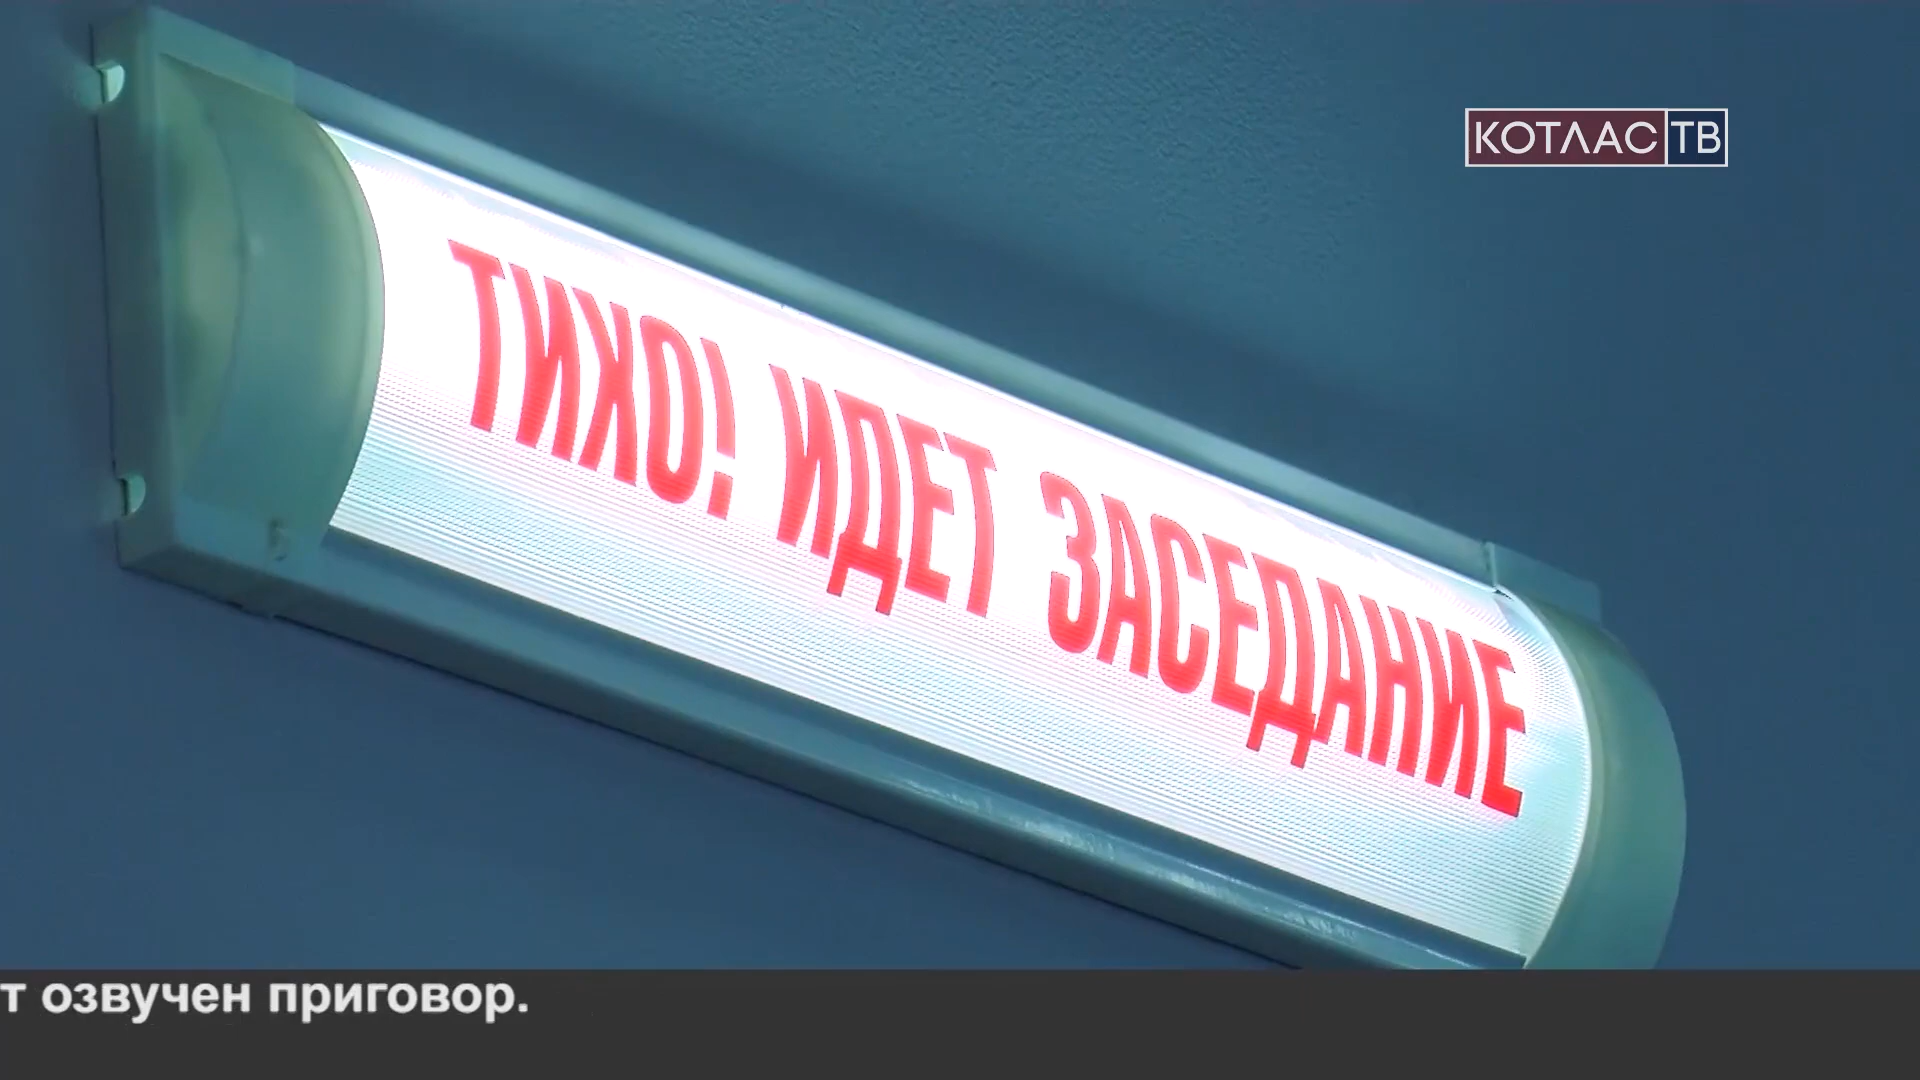 КОТЛАС ТВ
ТИХО! ИДЕТ ЗАСЕДАНИЕ
т озвучен приговор.